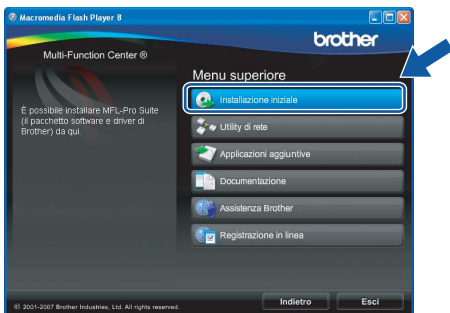 Macromedia Flash Player 8
brother
Multi-Function Center ®
Menu superiore
È possibile installare MFL-Pro Suite
(il pacchetto software e driver di
Brother) da qui.
Installazione iniziale
Utility di rete
Applicazioni aggiuntive
Documentazione
Assistenza Brother
Registrazione in linea
© 2001-2007 Brother Industries, Ltd. All rights reserved.
Indietro
Esci